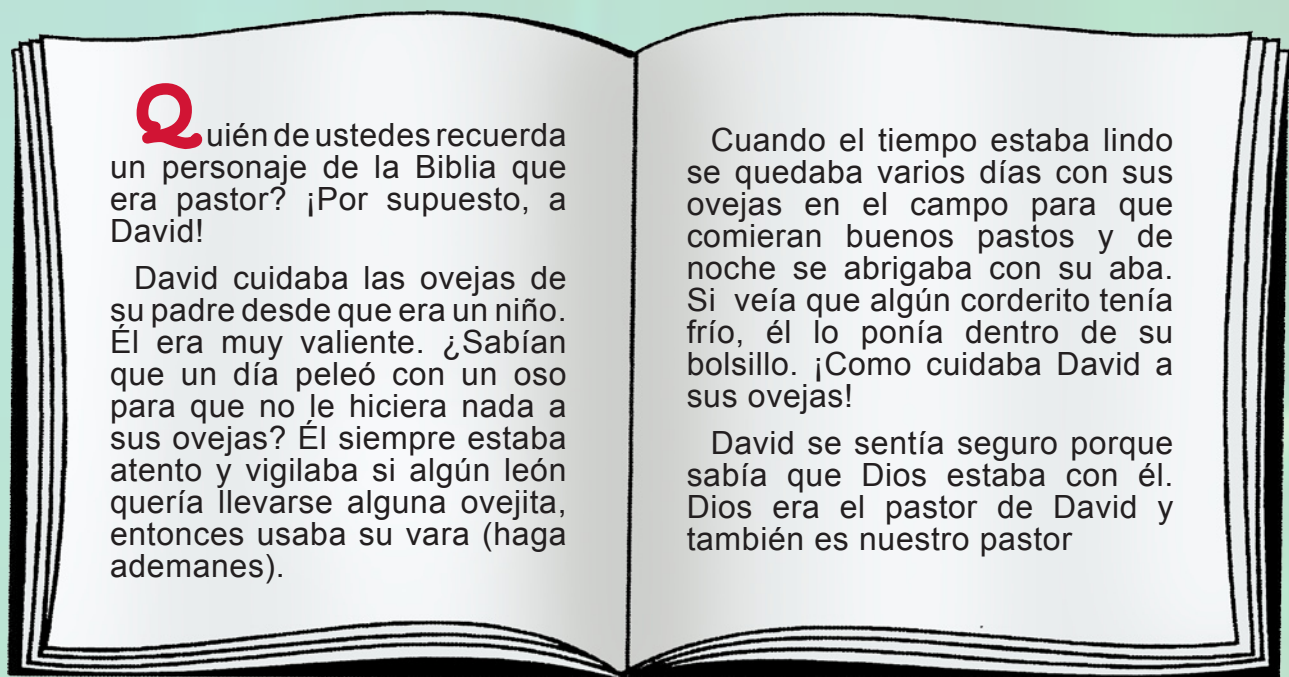 Quién de ustedes recuerda
un personaje de la Biblia que
era pastor? ¡Por supuesto, a
David!
David cuidaba las ovejas de
su padre desde que era un niño.
Él era muy valiente. ¿Sabían
que un día peleó con un oso
para que no le hiciera nada a
sus ovejas? Él siempre estaba
atento y vigilaba si algún león
quería llevarse alguna ovejita,
entonces usaba su vara (haga
ademanes).
Cuando el tiempo estaba lindo
se quedaba varios días con sus
ovejas en el campo para que
comieran buenos pastos y de
noche se abrigaba con su aba.
Si veía que algún corderito tenía
frío, él lo ponía dentro de su
bolsillo. ¡Como cuidaba David a
sus ovejas!
David se sentía seguro porque
sabía que Dios estaba con él.
Dios era el pastor de David y
también es nuestro pastor